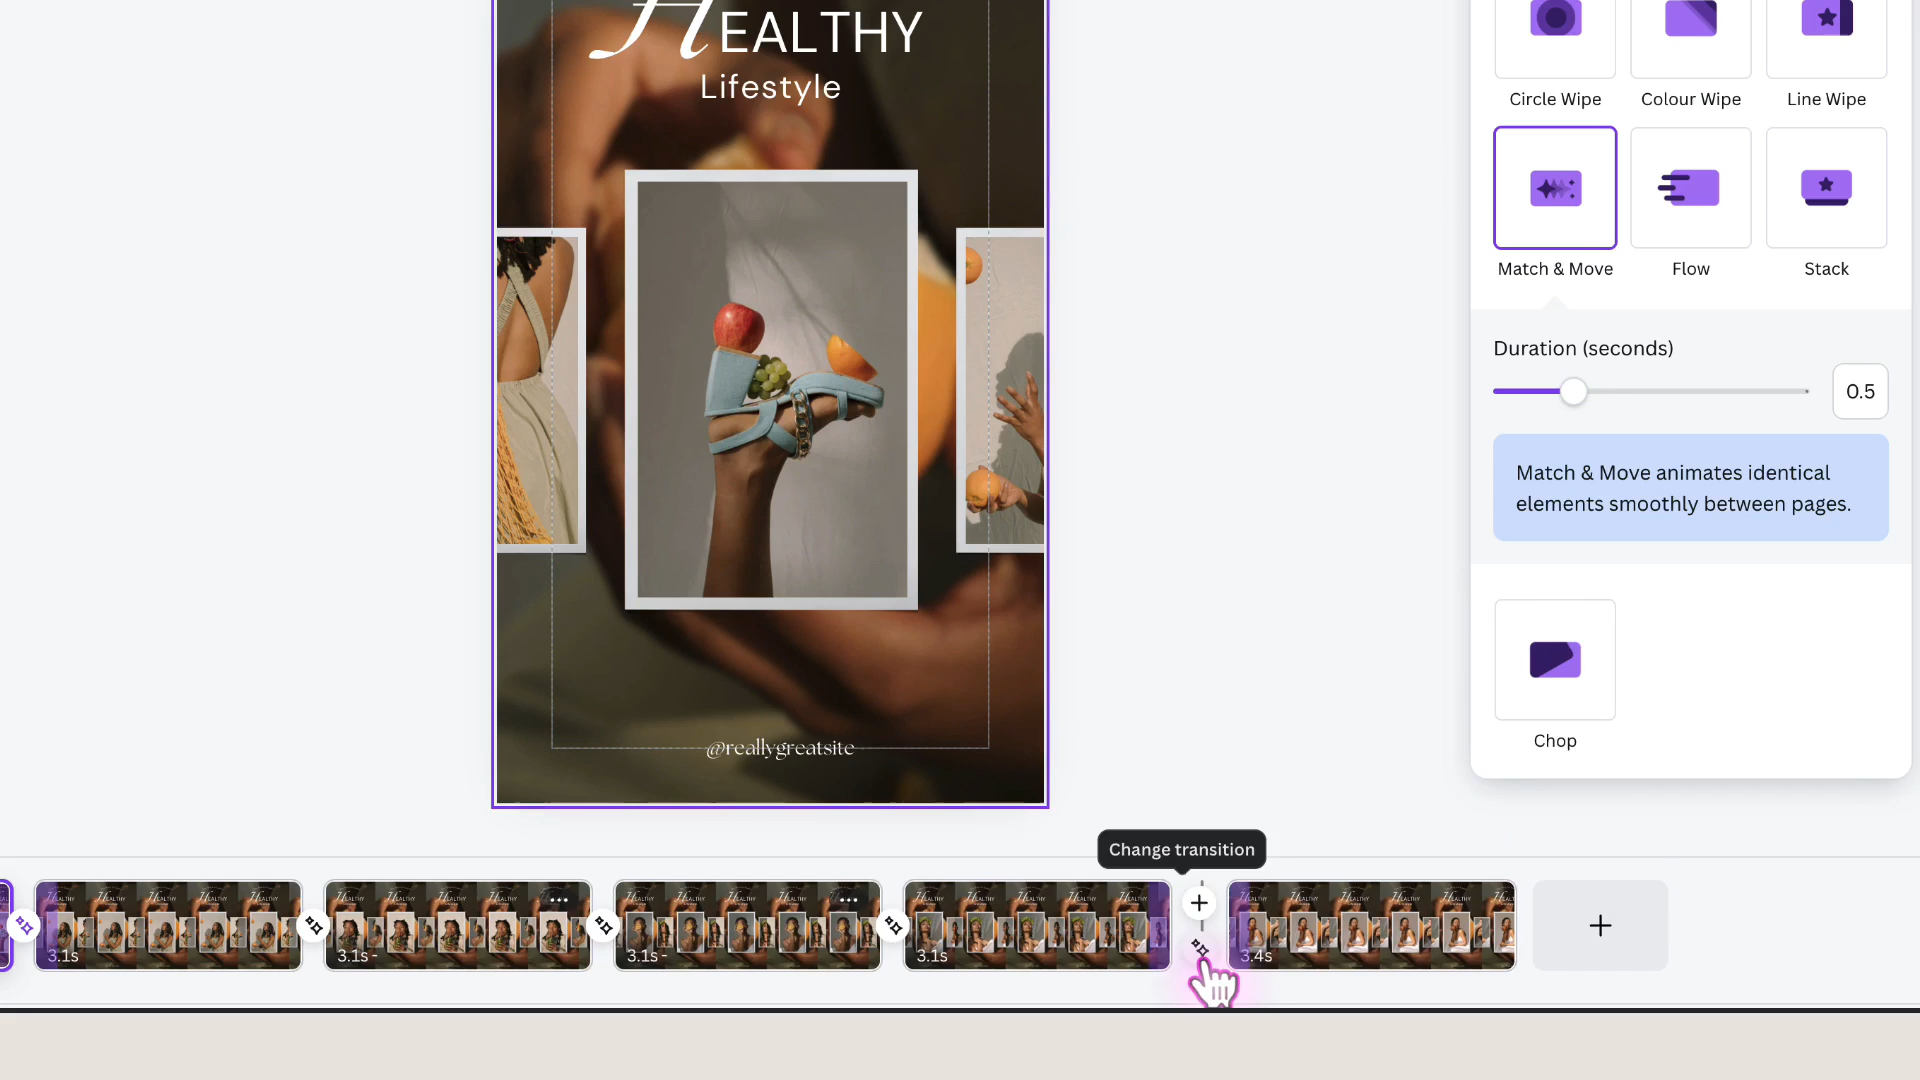 HEALTHY
Lifestyle
@reallygreatsite
Circle Wipe
Colour Wipe
Line Wipe
Match & Move
Flow
Stack
Duration (seconds)
0.5
Match & Move animates identical
elements smoothly between pages.
Chop
Change transition
3.1s
3.1s -
3.1s -
3.1s
3.4s